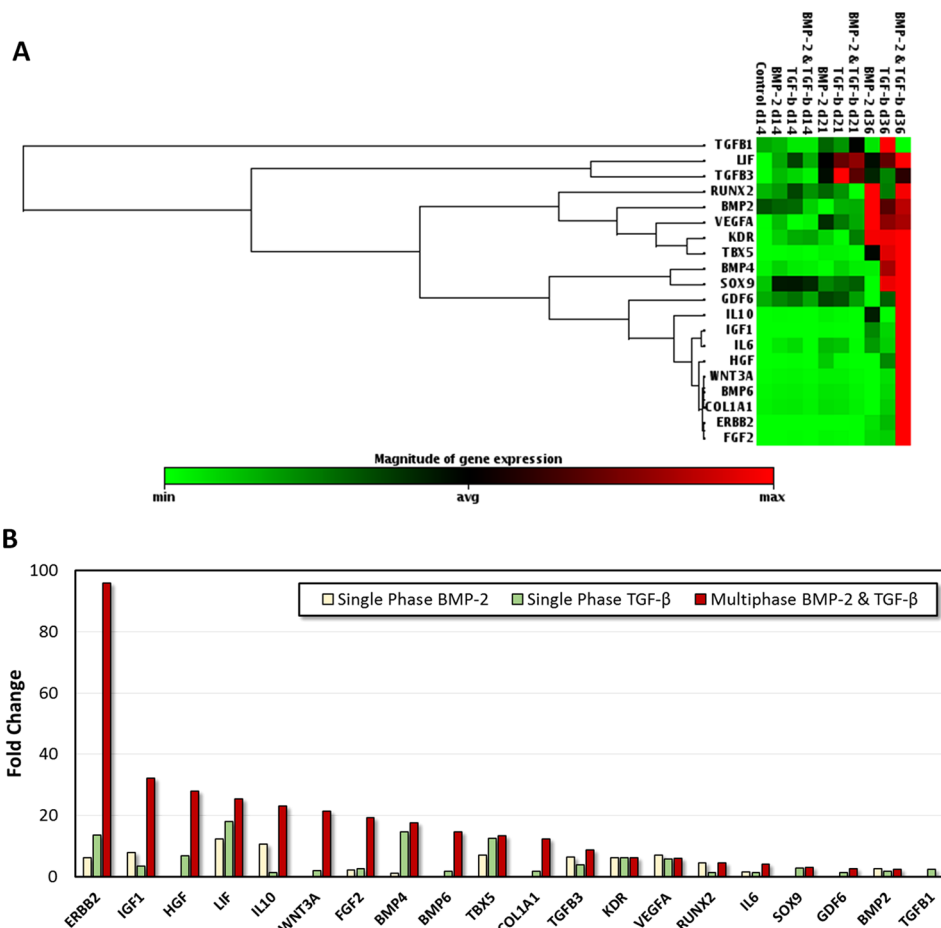 A
Control d14
BMP-2 d14
TGF-b d14
BMP-2 & TGF-b d14
BMP-2 d21
TGF-b d21
BMP-2 & TGF-b d21
BMP-2 d36
TGF-b d36
BMP-2 & TGF-b d36
TGFB1
LIF
TGFB3
RUNX2
BMP2
VEGFA
KDR
TBX5
BMP4
SOX9
GDF6
IL10
IGF1
IL6
HGF
WNT3A
BMP6
COL1A1
ERBB2
FGF2
Magnitude of gene expression
min avg max
B
Fold Change
100
80
60
40
20
0
Single Phase BMP-2 Single Phase TGF-β Multiphase BMP-2 & TGF-β
ERBB2 IGF1 HGF LIF IL10 WNT3A FGF2 BMP4 BMP6 TBX5 COL1A1 TGFB3 KDR VEGFA RUNX2 IL6 SOX9 GDF6 BMP2 TGFB1